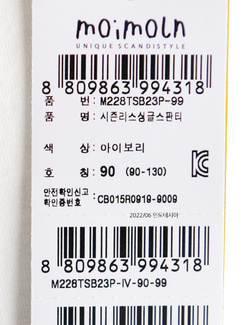 moimoln
UNIQUE SCANDISTYLE
8 809863 994318
품 번: M228TSB23P-99
품 명: 시즌리스싱글스판티
색 상: 아이보리
호 칭: 90 (90-130)
안전확인신고
확인증번호 :CB015R0919-9009
2022/06 인도네시아
8 809863 994318
M228TSB23P-IV-90-99